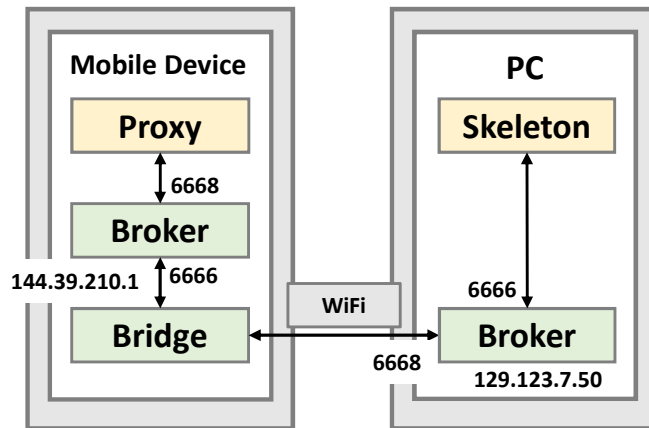 Mobile Device
Proxy
6668
Broker
144.39.210.1
6666
Bridge
WiFi
6668
PC
Skeleton
6666
Broker
129.123.7.50